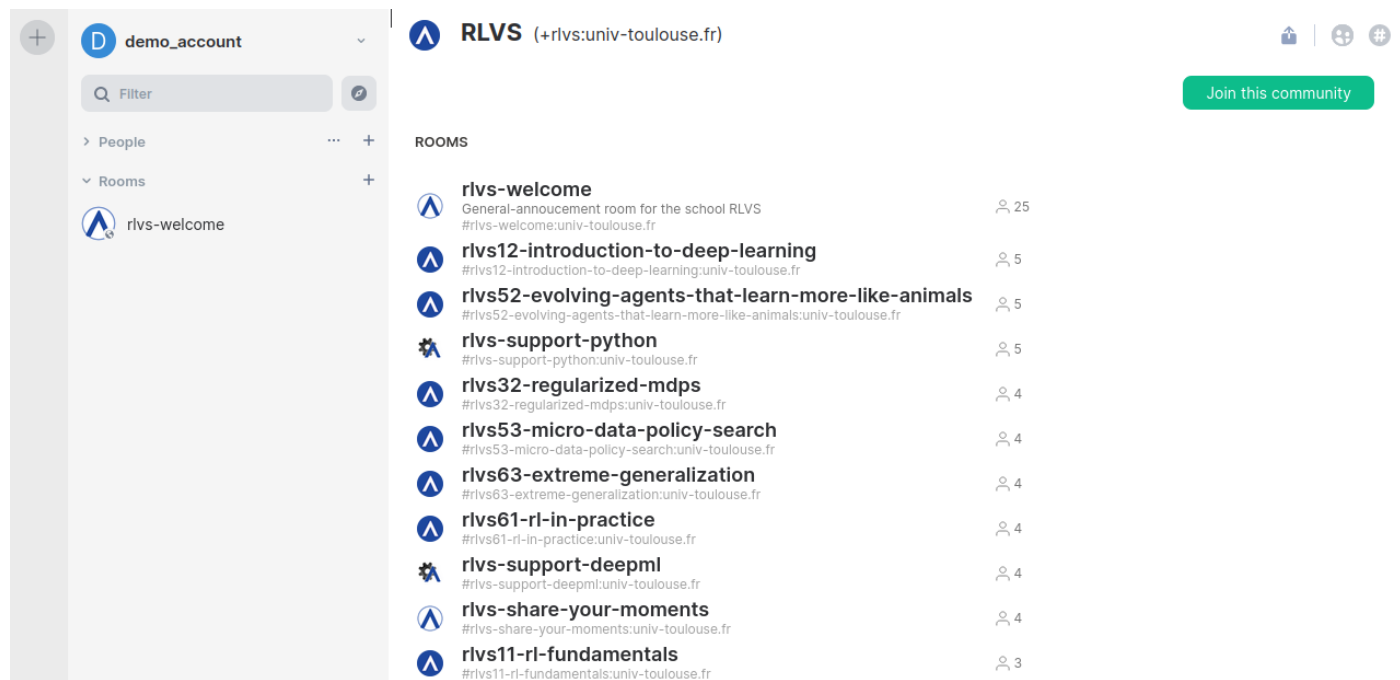 D demo_account
Filter
People
Rooms
rlvs-welcome
RLVS (+rlvs:univ-toulouse.fr)
Join this community
ROOMS
rlvs-welcome
General-annoucement room for the school RLVS
#rlvs-welcome:univ-toulouse.fr
25
rlvs12-introduction-to-deep-learning
#rlvs12-introduction-to-deep-learning:univ-toulouse.fr
5
rlvs52-evolving-agents-that-learn-more-like-animals
#rlvs52-evolving-agents-that-learn-more-like-animals:univ-toulouse.fr
5
rlvs-support-python
#rlvs-support-python:univ-toulouse.fr
5
rlvs32-regularized-mdps
#rlvs32-regularized-mdps:univ-toulouse.fr
4
rlvs53-micro-data-policy-search
#rlvs53-micro-data-policy-search:univ-toulouse.fr
4
rlvs63-extreme-generalization
#rlvs63-extreme-generalization:univ-toulouse.fr
4
rlvs61-rl-in-practice
#rlvs61-rl-in-practice:univ-toulouse.fr
4
rlvs-support-deepml
#rlvs-support-deepml:univ-toulouse.fr
4
rlvs-share-your-moments
#rlvs-share-your-moments:univ-toulouse.fr
4
rlvs11-rl-fundamentals
#rlvs11-rl-fundamentals:univ-toulouse.fr
3